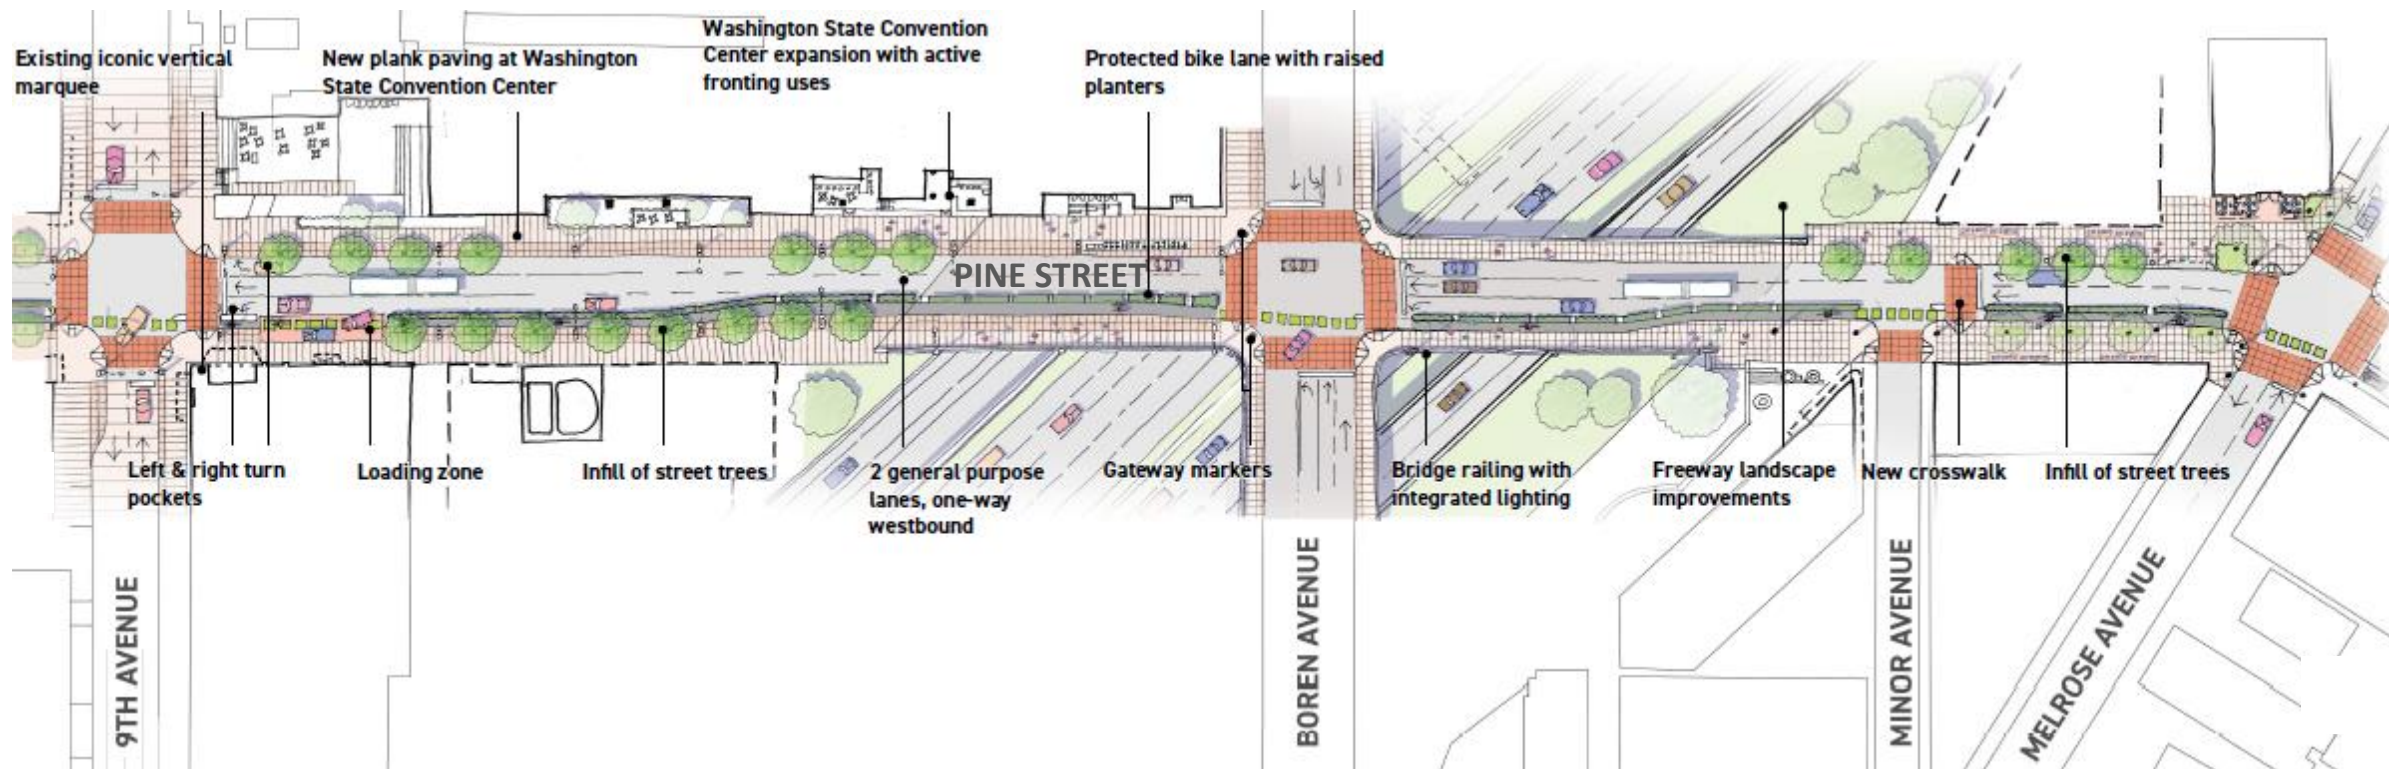 Existing iconic vertical
marquee
New plank paving at Washington
State Convention Center
Washington State Convention
Center expansion with active
fronting uses
Protected bike lane with raised
planters
PINE STREET
Left & right turn
pockets
Loading zone
Infill of street trees
2 general purpose
lanes, one-way
westbound
Gateway markers
Bridge railing with
integrated lighting
Freeway landscape
improvements
New crosswalk
Infill of street trees
9TH AVENUE
BOREN AVENUE
MINOR AVENUE
MELROSE AVENUE